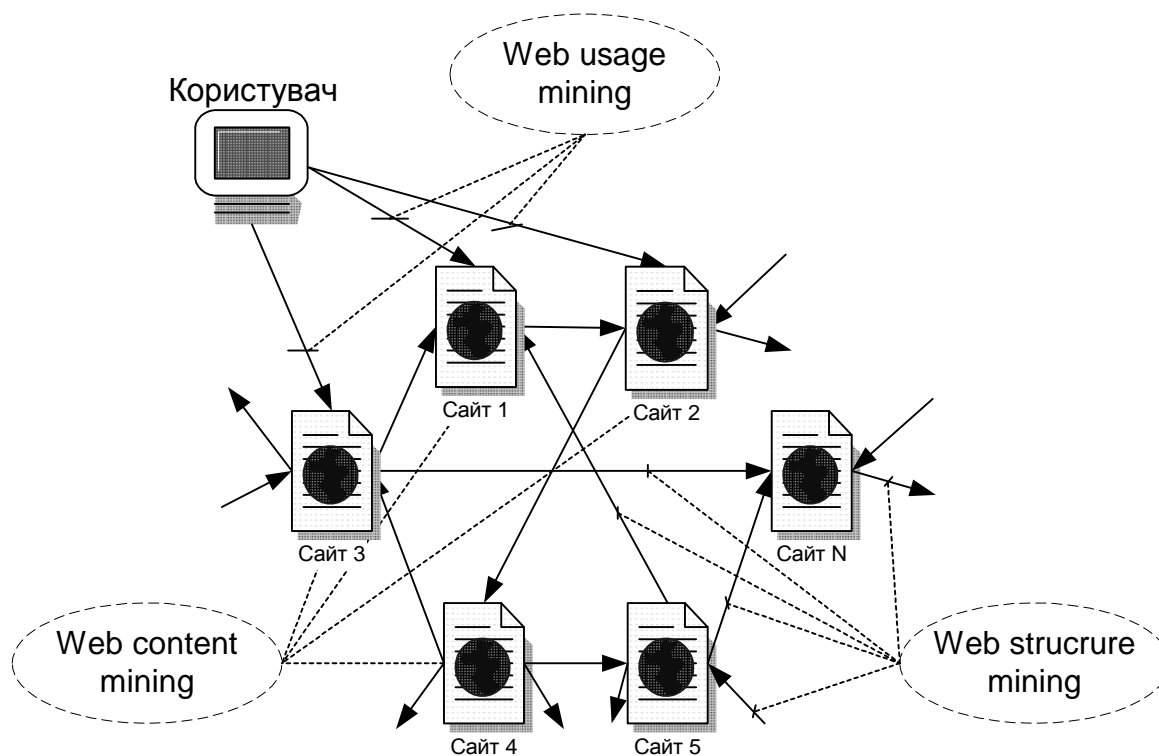 Web usage
mining
Користувач
Сайт 1
Сайт 2
Сайт 3
Сайт N
Web content
mining
Web strucrure
mining
Сайт 4
Сайт 5